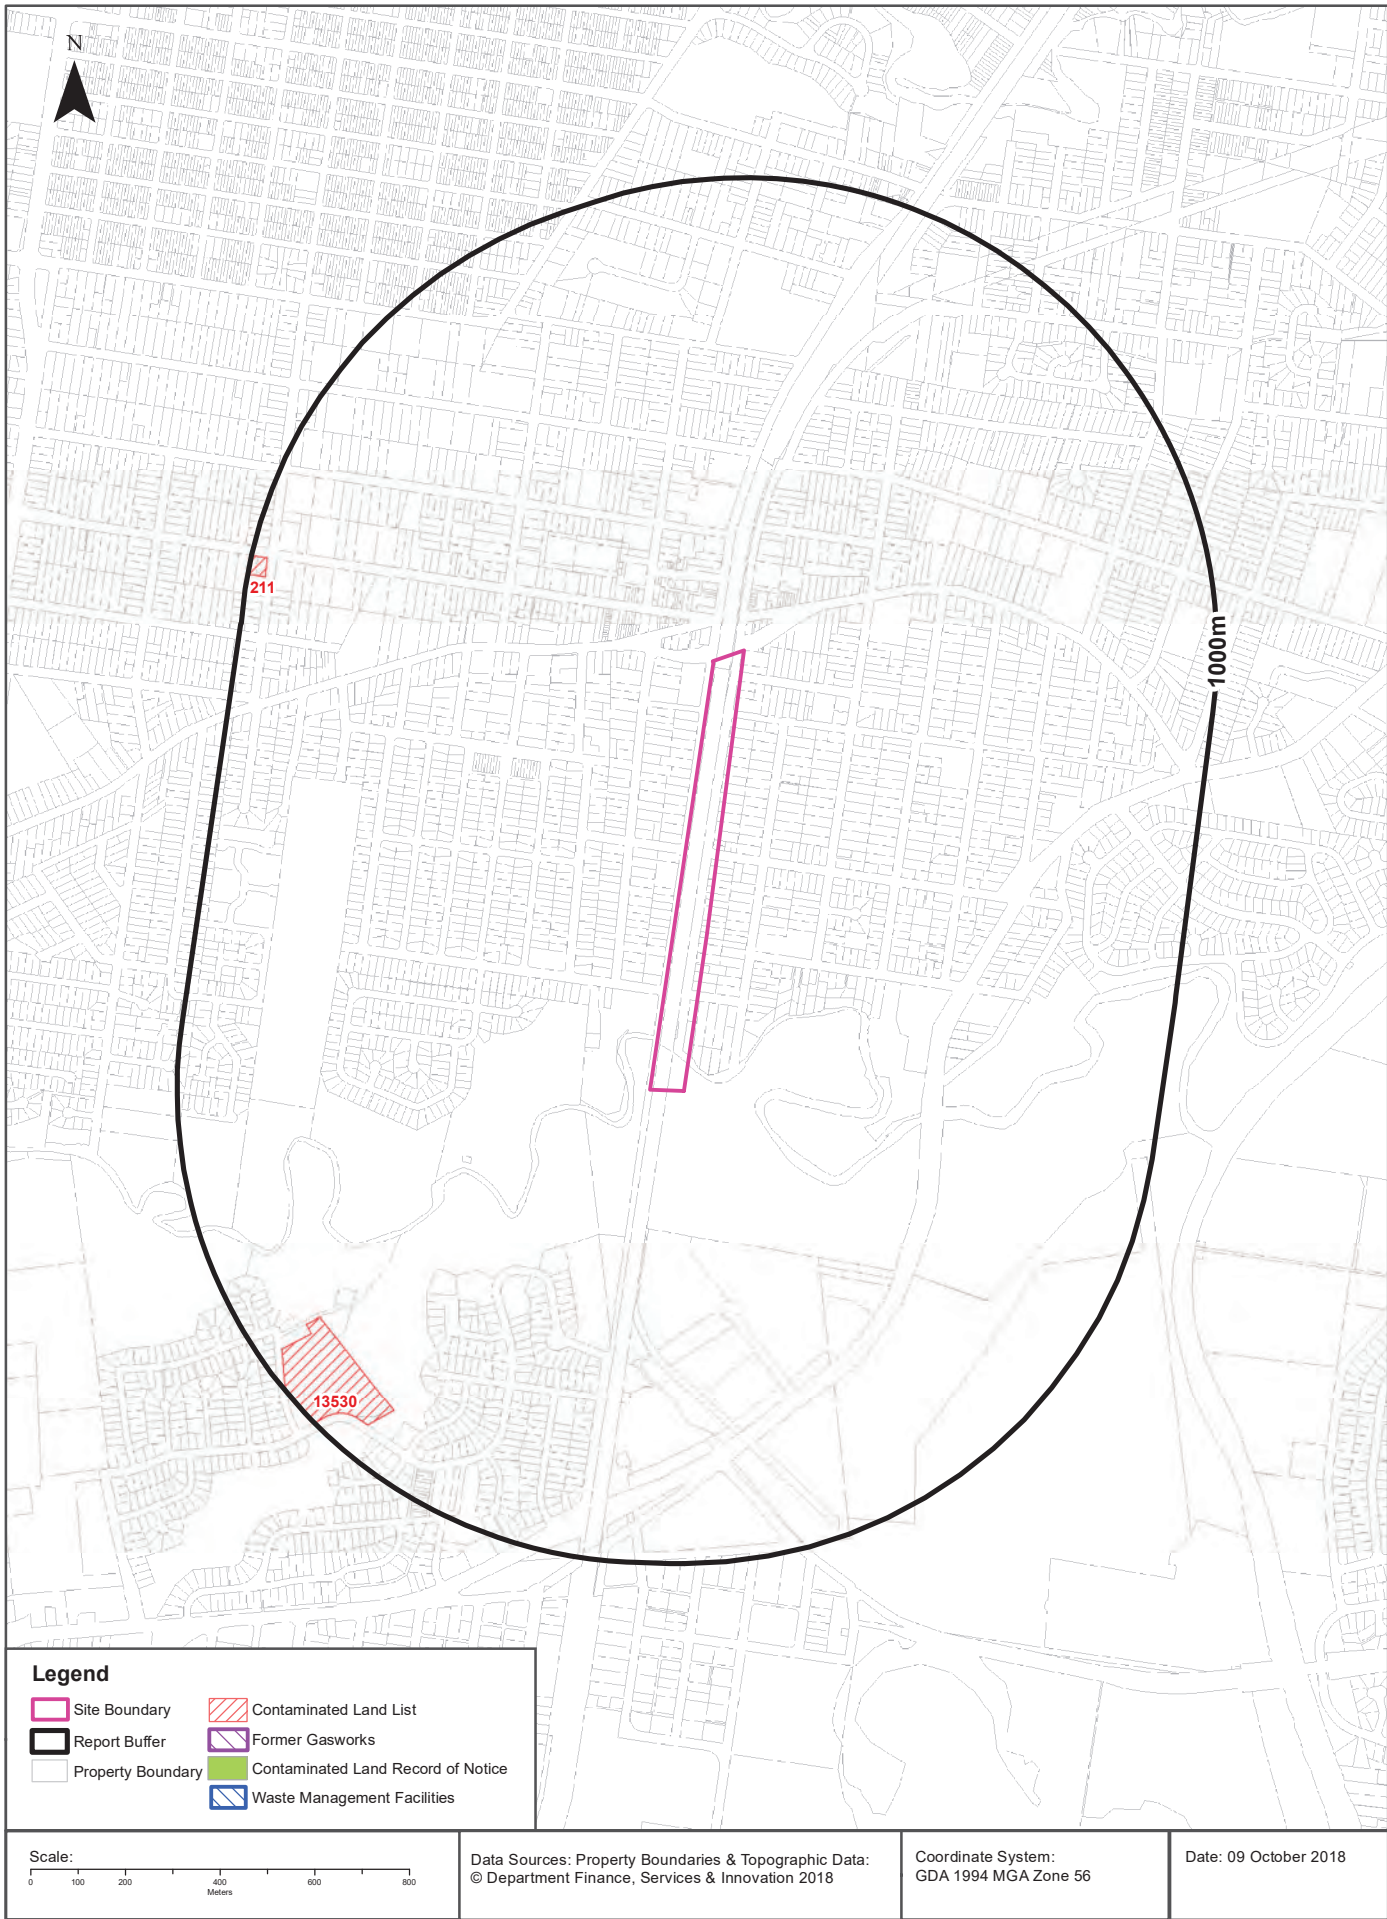 N
211
1000m
13530
Legend
Site Boundary
Report Buffer
Property Boundary
Contaminated Land List
Former Gasworks
Contaminated Land Record of Notice
Waste Management Facilities
Scale:
0 100 200 400 600 800
Meters
Data Sources: Property Boundaries & Topographic Data:
© Department Finance, Services & Innovation 2018
Coordinate System:
GDA 1994 MGA Zone 56
Date: 09 October 2018